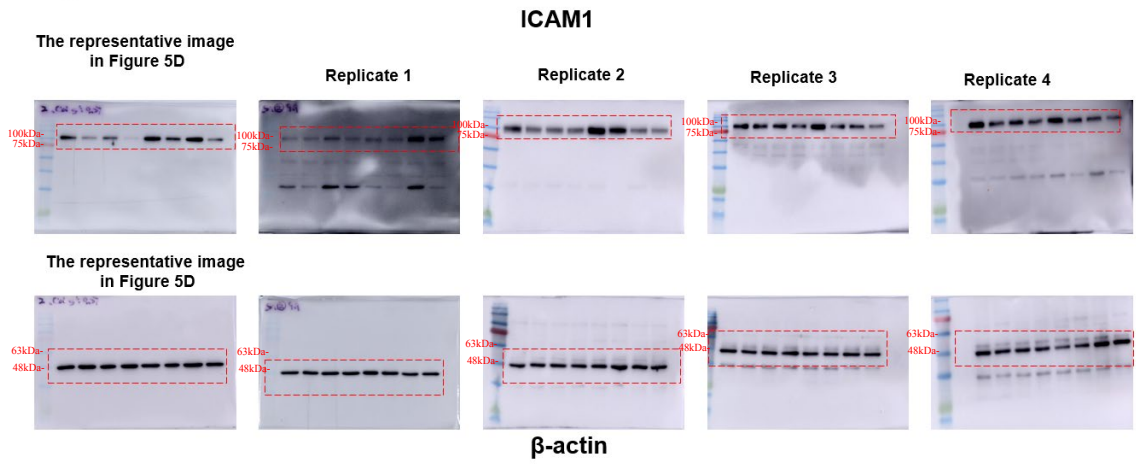 ICAM1
The representative image
in Figure 5D
Replicate 1
Replicate 2
Replicate 3
Replicate 4
100kDa-
75kDa-
100kDa-
75kDa-
100kDa-
75kDa-
100kDa-
75kDa-
100kDa-
75kDa-
The representative image
in Figure 5D
63kDa-
48kDa-
63kDa-
48kDa-
63kDa-
48kDa-
63kDa-
48kDa-
63kDa-
48kDa-
β-actin